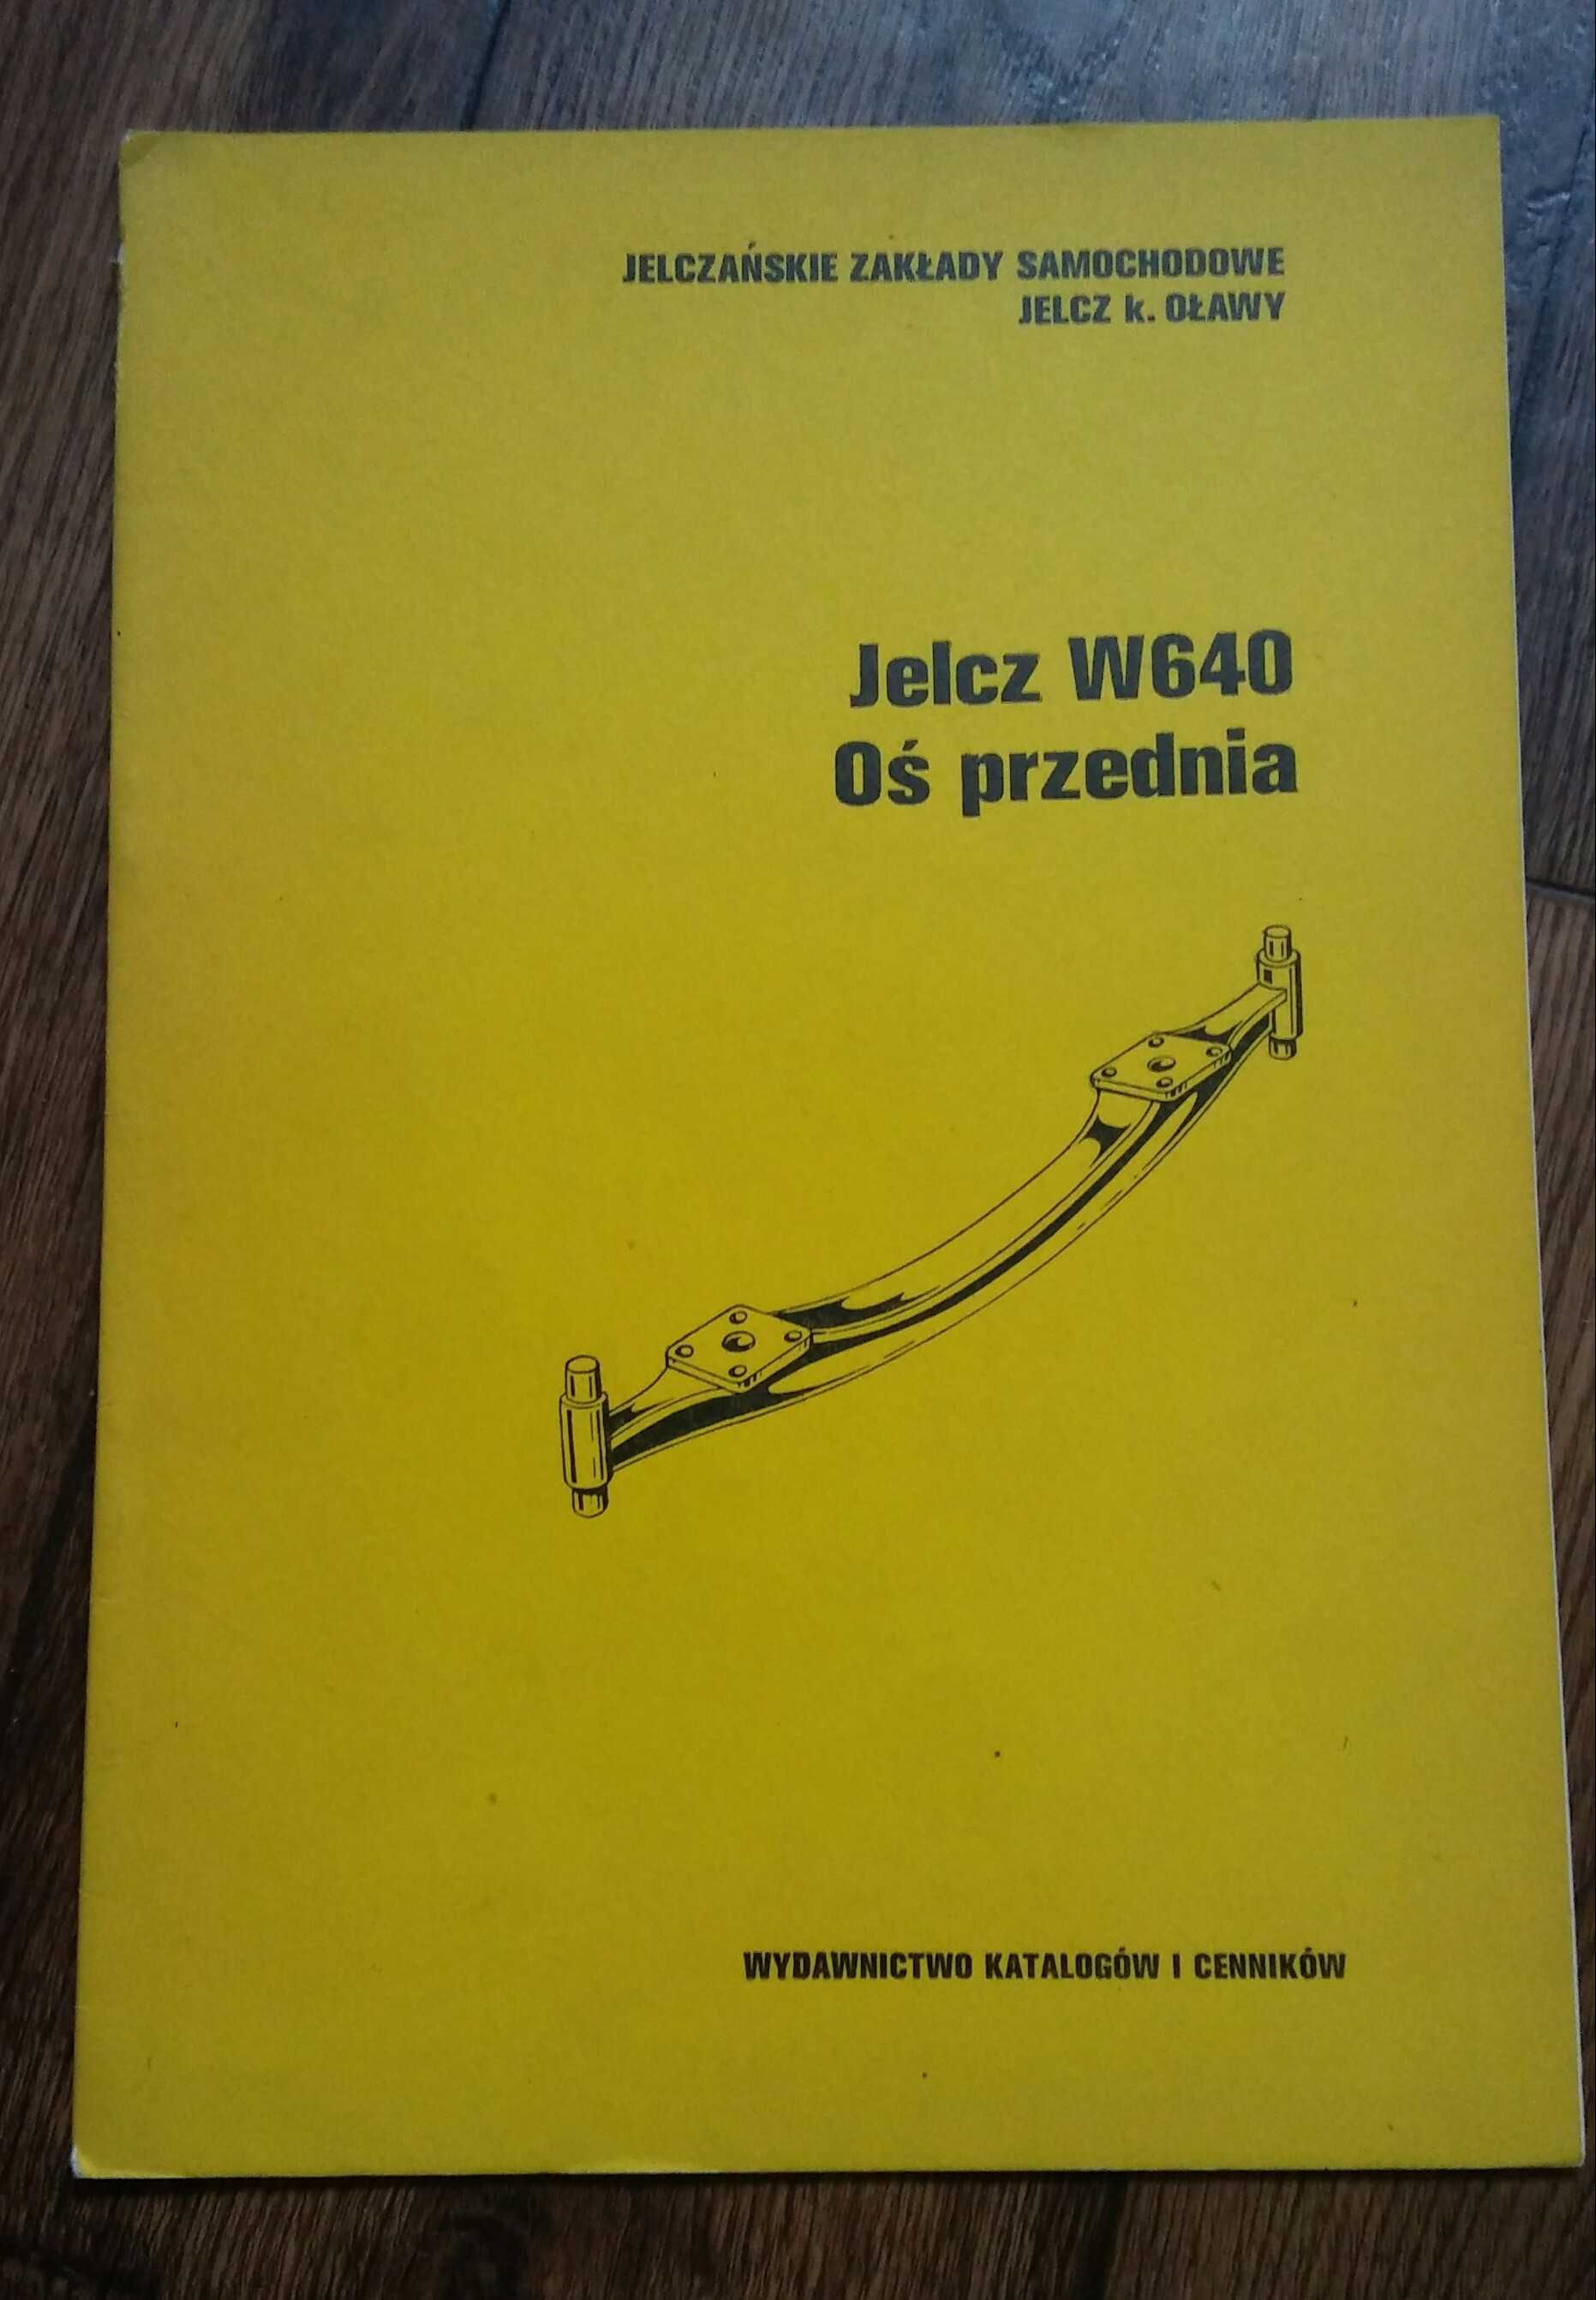 JELCZAŃSKIE ZAKŁADY SAMOCHODOWE
JELCZ k. OŁAWY
Jelcz W640
Oś przednia
WYDAWNICTWO KATALOGÓW I CENNIKÓW